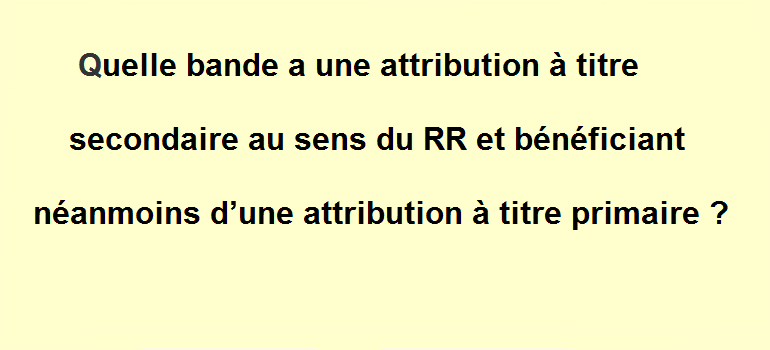 Quelle bande a une attribution à titre
secondaire au sens du RR et bénéficiant
néanmoins d’une attribution à titre primaire ?